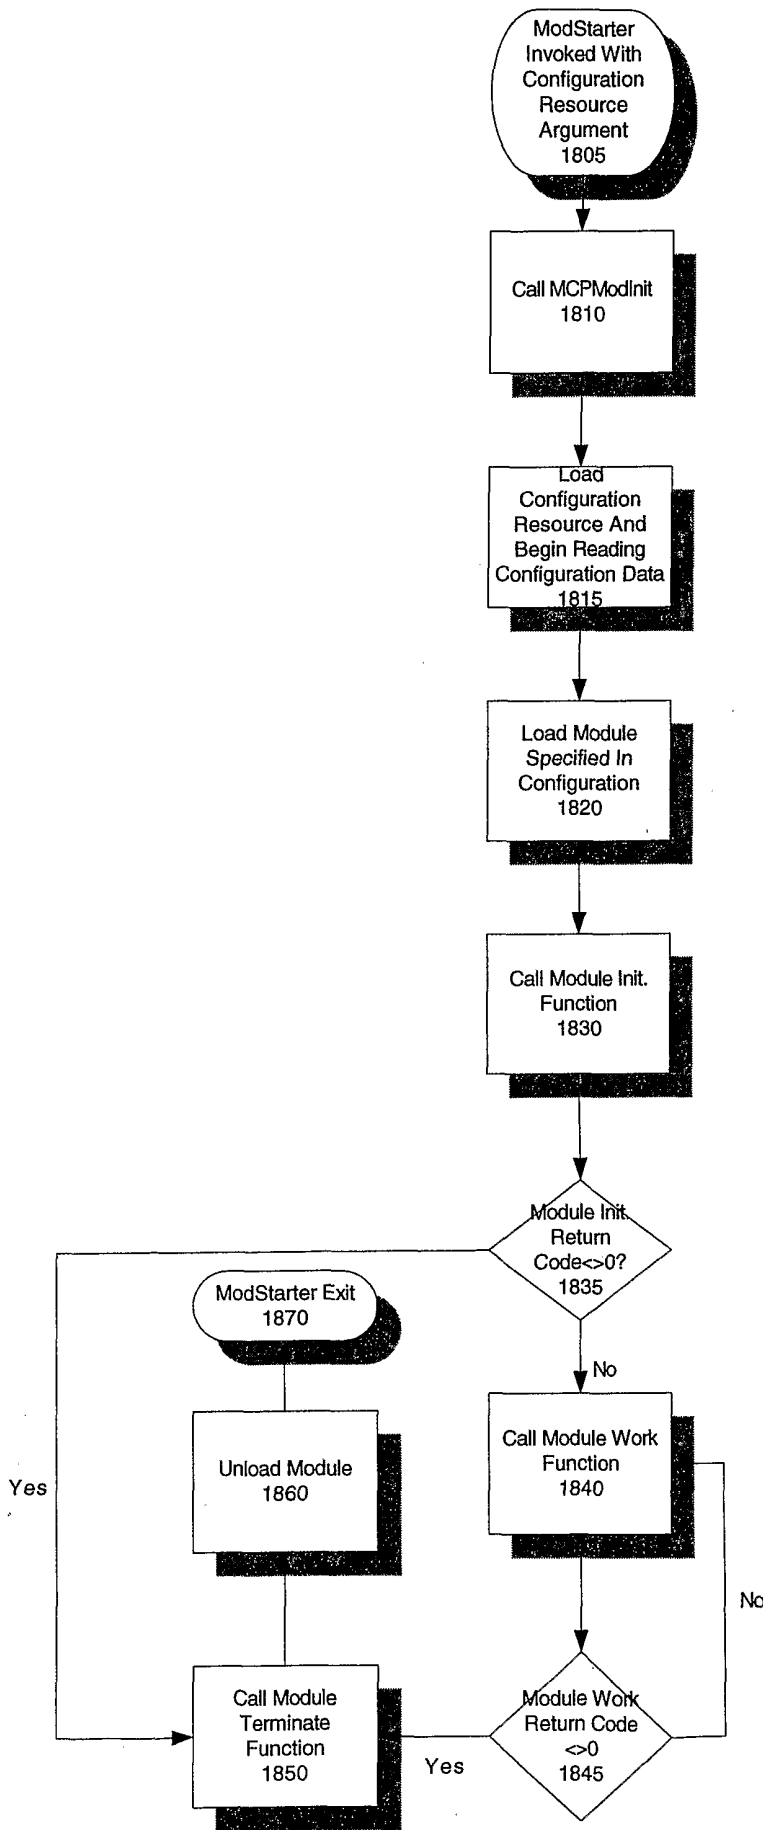 ModStarter
Invoked With
Configuration
Resource
Argument
1805
Call MCPModInit
1810
Load
Configuration
Resource And
Begin Reading
Configuration Data
1815
Load Module
Specified In
Configuration
1820
Call Module Init.
Function
1830
Module Init.
Return
Code<>0?
1835
ModStarter Exit
1870
No
Call Module Work
Function
1840
Unload Module
1860
Yes
No
Module Work
Return Code
<>0
1845
Call Module
Terminate
Function
1850
Yes